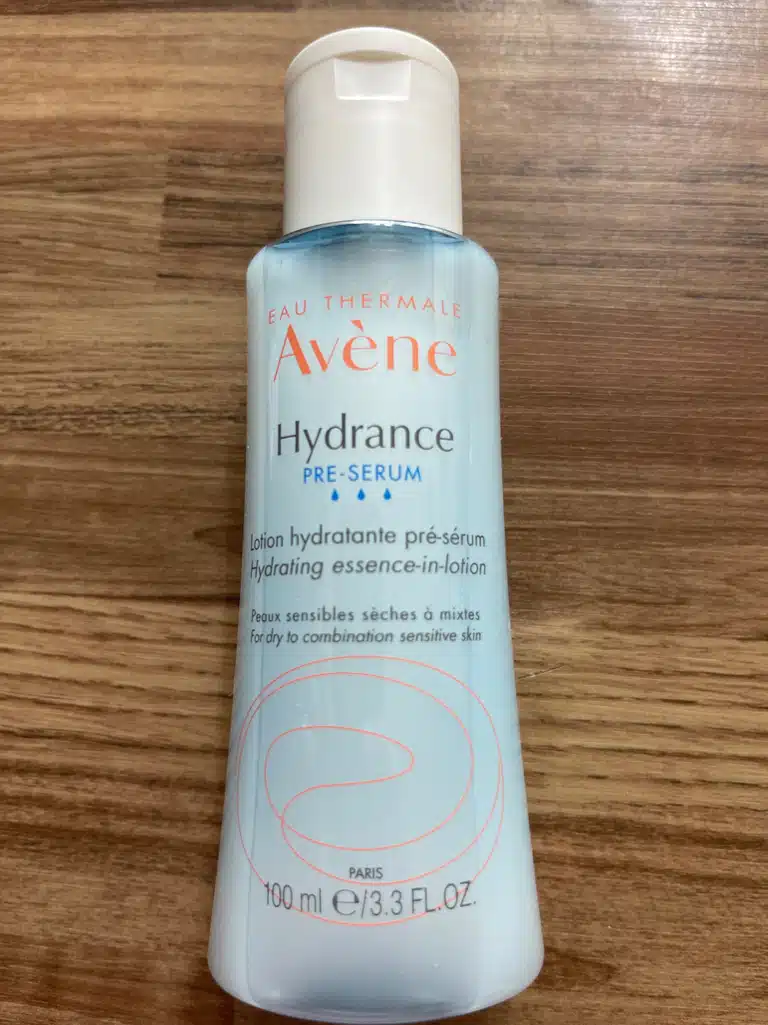 EAU THERMALE
Avène
Hydrance
PRE-SERUM
Lotion hydratante pré-sérum
Hydrating essence-in-lotion
Peaux sensibles sèches à mixtes
For dry to combination sensitive skin
PARIS
100 ml ℮/3.3 FL.OZ.